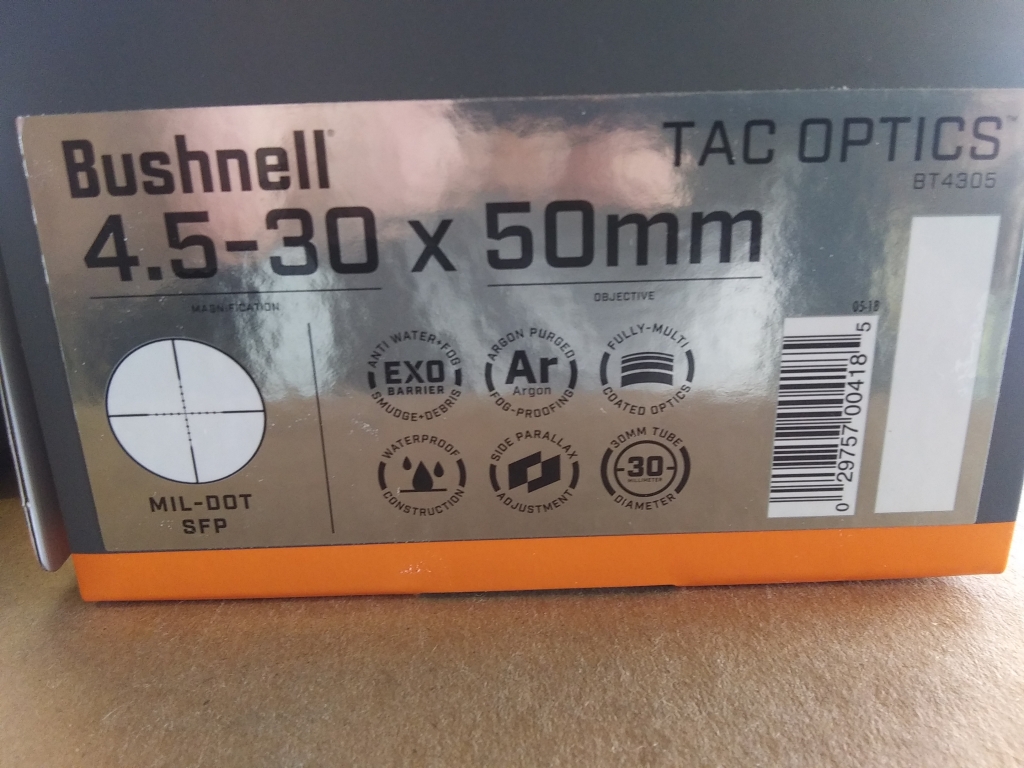 Bushnell®
TAC OPTICS™
BT4305
4.5-30 x 50mm
MAGNIFICATION
OBJECTIVE
MIL-DOT
SFP
ANTI WATER+FOG
EXO
BARRIER
SMUDGE+DEBRIS
ARGON PURGED
Ar
Argon
FOG-PROOFING
FULLY-MULTI
COATED OPTICS
WATERPROOF
CONSTRUCTION
SIDE PARALLAX
ADJUSTMENT
30MM TUBE
-30-
MILLIMETER
DIAMETER
05-18
0 29757 00418 5